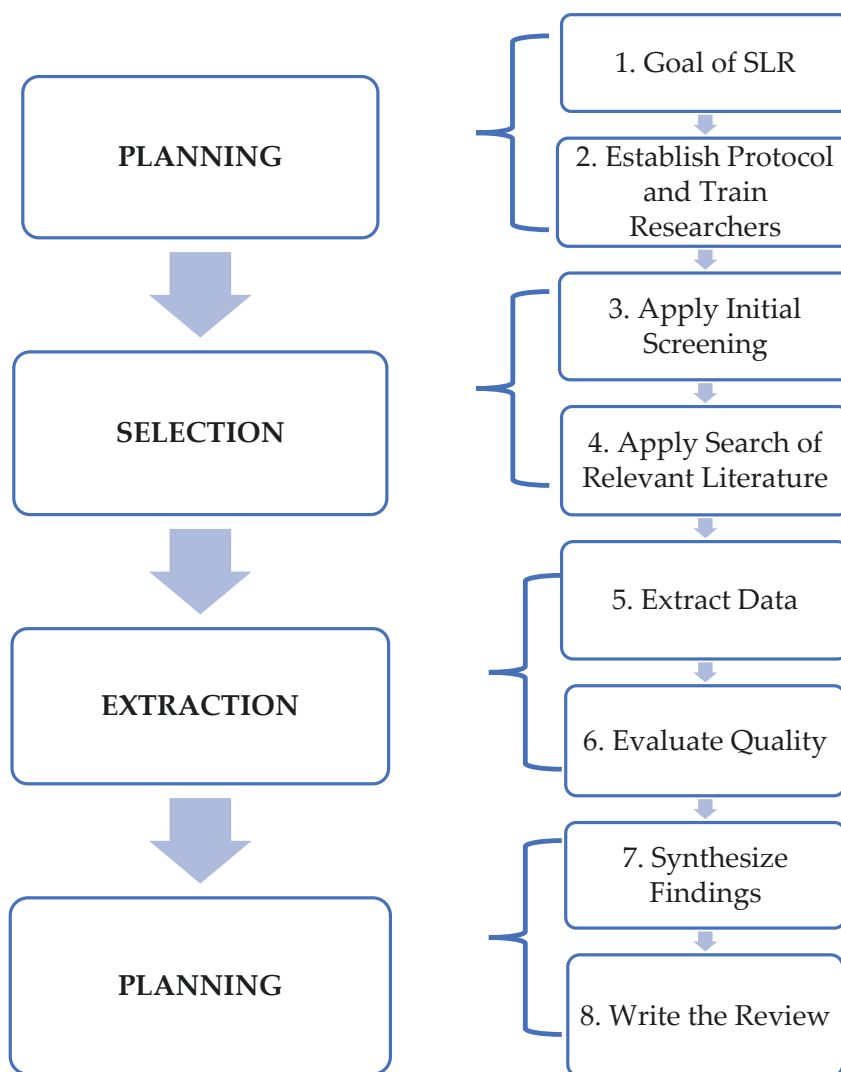 PLANNING
1. Goal of SLR
2. Establish Protocol
and Train
Researchers
SELECTION
3. Apply Initial
Screening
4. Apply Search of
Relevant Literature
EXTRACTION
5. Extract Data
6. Evaluate Quality
PLANNING
7. Synthesize
Findings
8. Write the Review